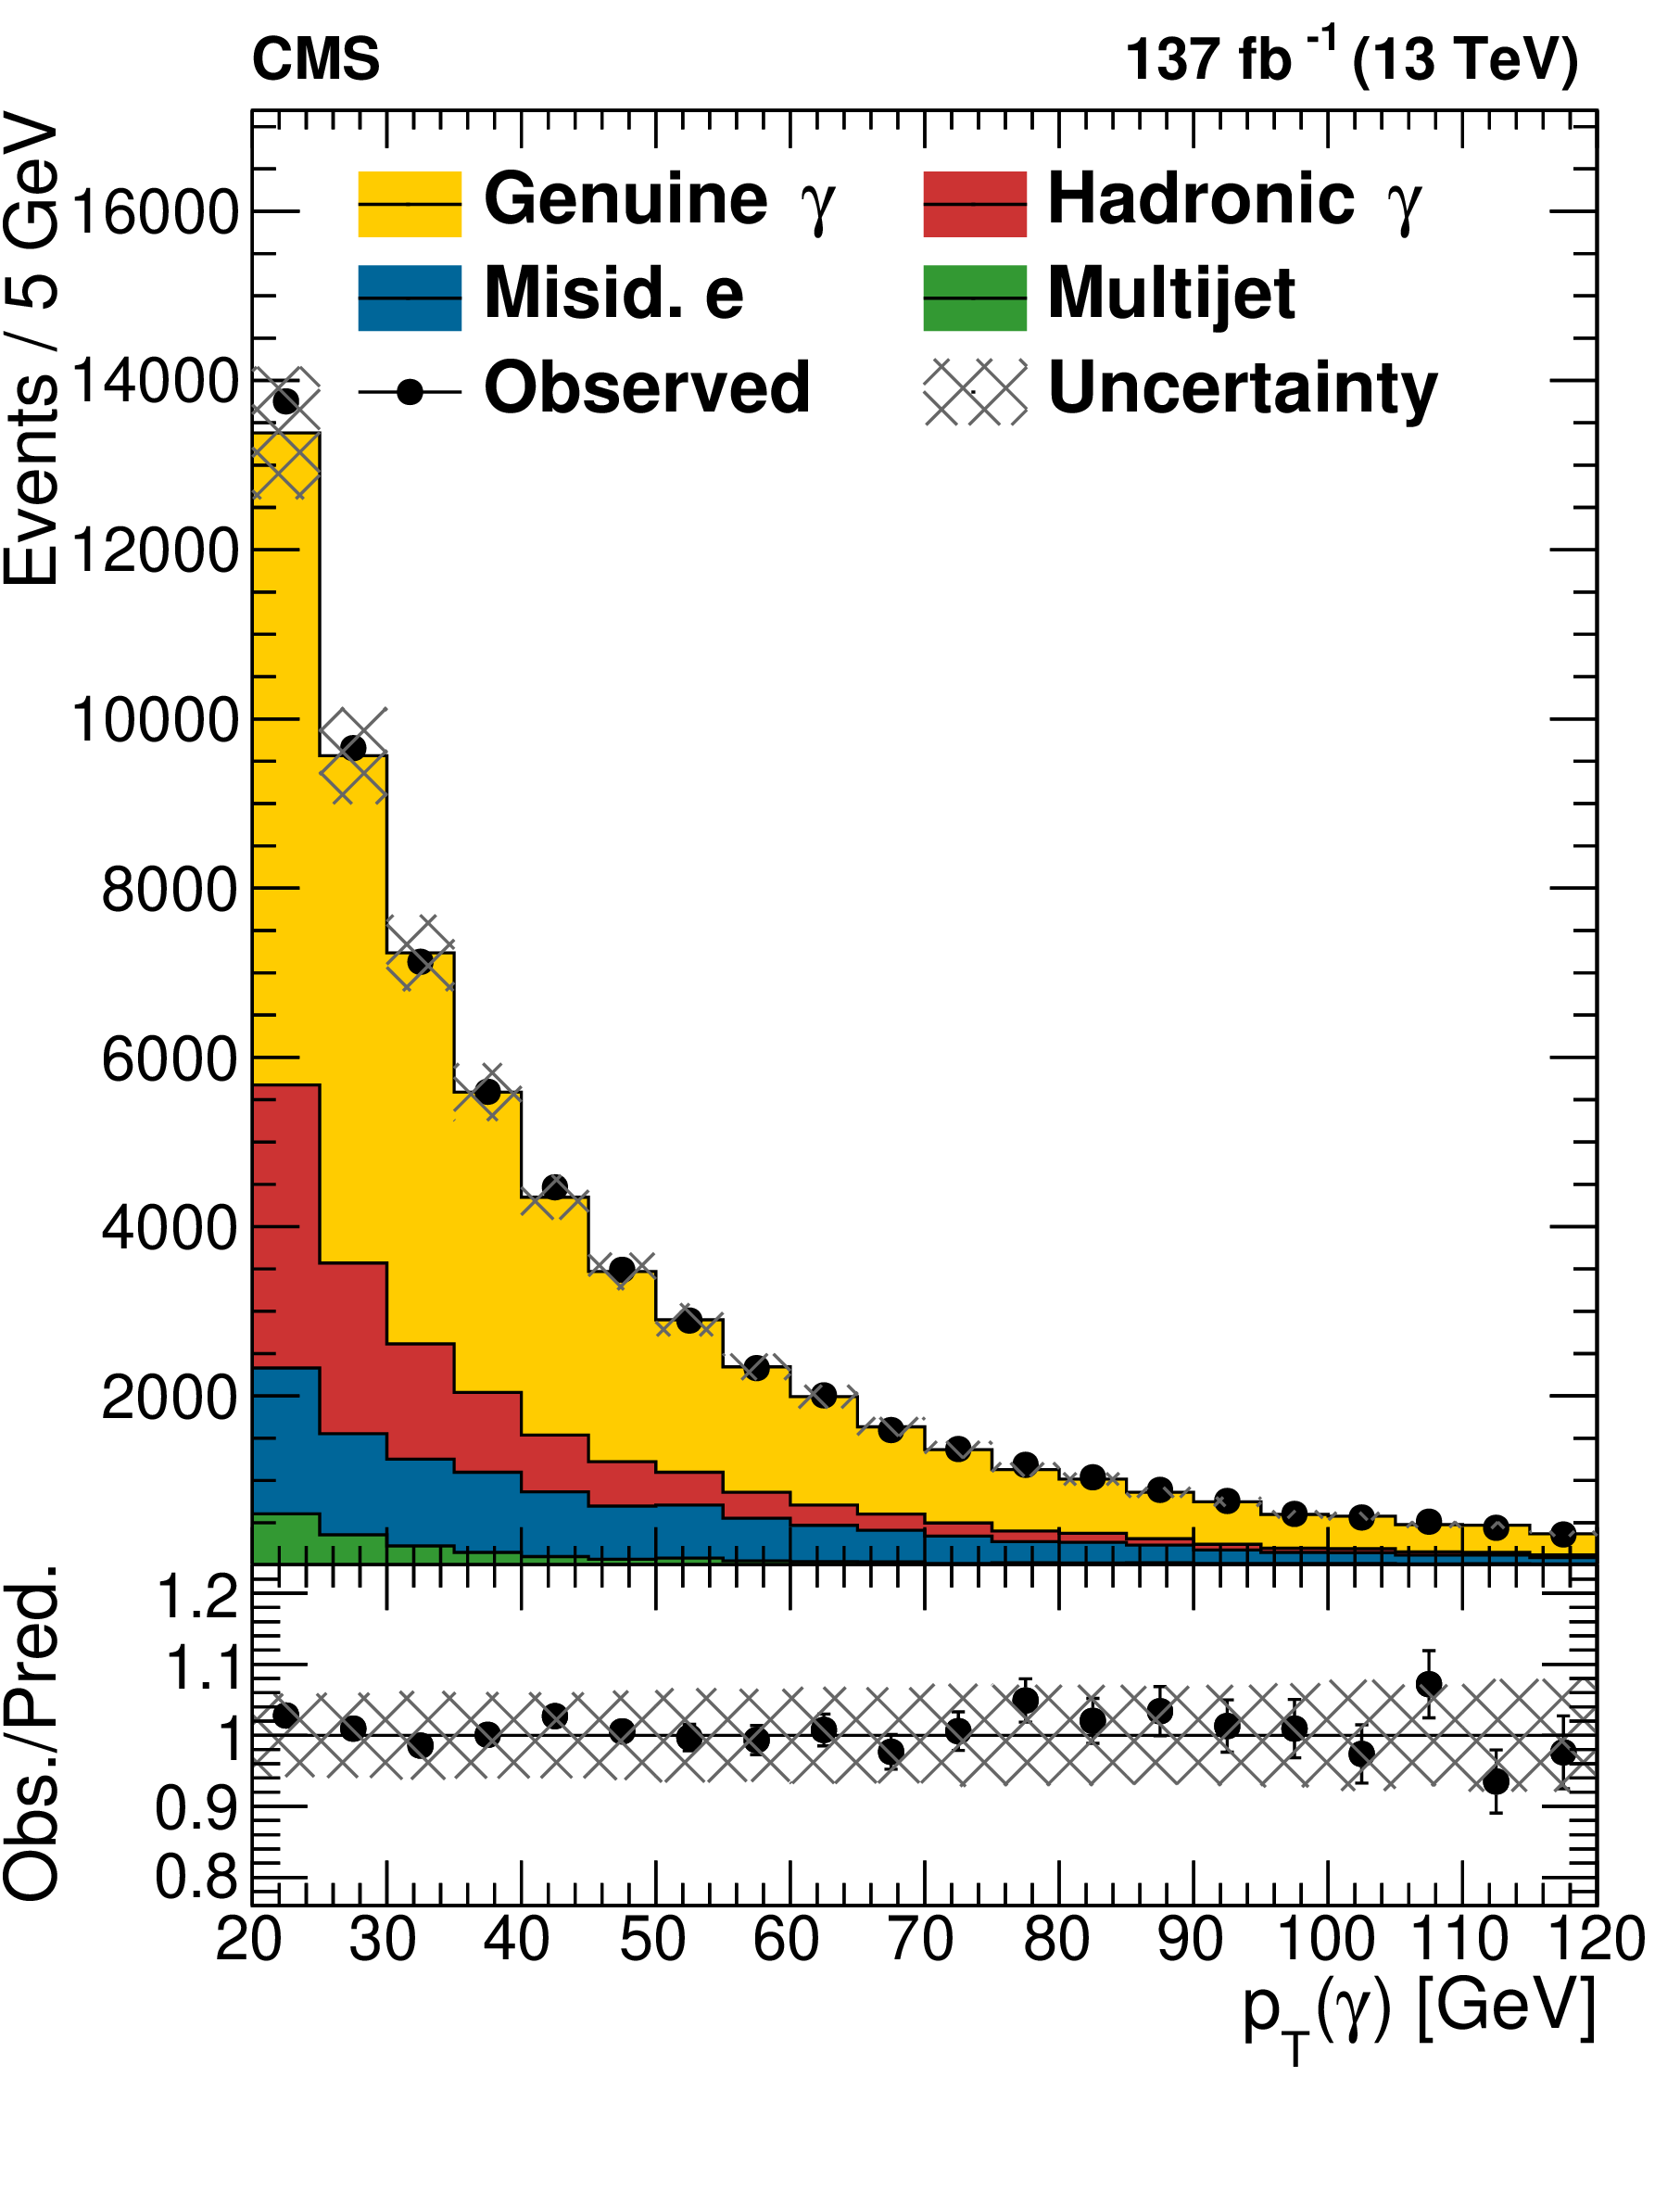 CMS 137 fb -1 (13 TeV)
Events / 5 GeV
16000
14000
12000
10000
8000
6000
4000
2000
Genuine γ Hadronic γ
Misid. e Multijet
Observed Uncertainty
Obs./Pred.
1.2
1.1
1
0.9
0.8
20 30 40 50 60 70 80 90 100 110 120
pT(γ) [GeV]